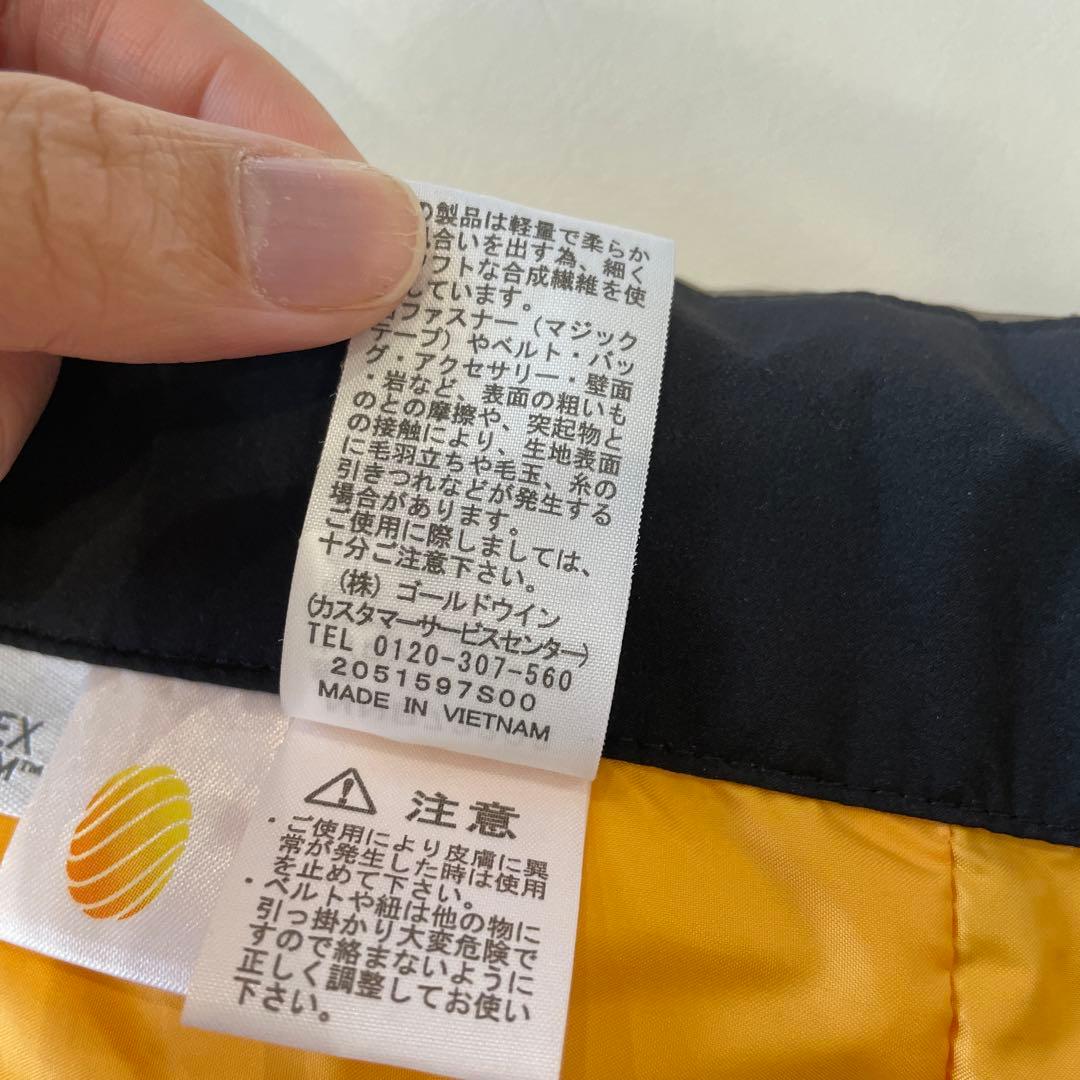 の製品は軽量で柔らか
合いを出す為、細く
フトな合成繊維を使
しています。
ファスナー（マジック
テープ）やベルト・バッ
グ・アクセサリー・壁面
・岩など、表面の粗いも
のとの摩擦や、突起物と
の接触により、生地表面
に毛羽立ちや毛玉、糸の
引きつれなどが発生する
場合があります。
ご使用に際しましては、
十分ご注意下さい。
（株）ゴールドウイン
(カスタマーサービスセンター)
TEL 0120-307-560
2051597S00
MADE IN VIETNAM
EX
M™
注意
・ご使用により皮膚に異
常が発生した時は使用
を止めて下さい。
・ベルトや紐は他の物に
引っ掛かり大変危険で
すので絡まないように
正しく調整してお使い
下さい。